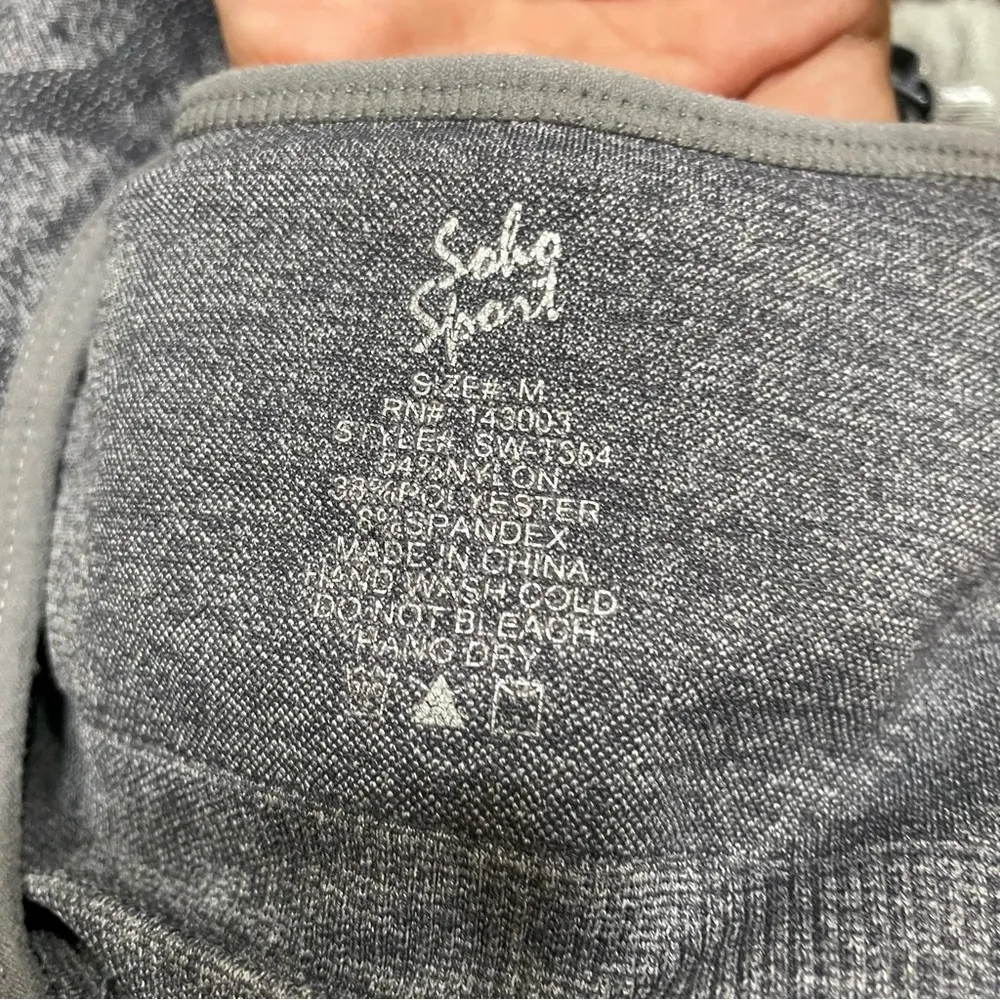 Soho
Sport
SIZE# M
RN# 143003
STYLE# SW-T354
54%NYLON
38%POLYESTER
8%SPANDEX
MADE IN CHINA
HAND WASH COLD
DO NOT BLEACH
HANG DRY